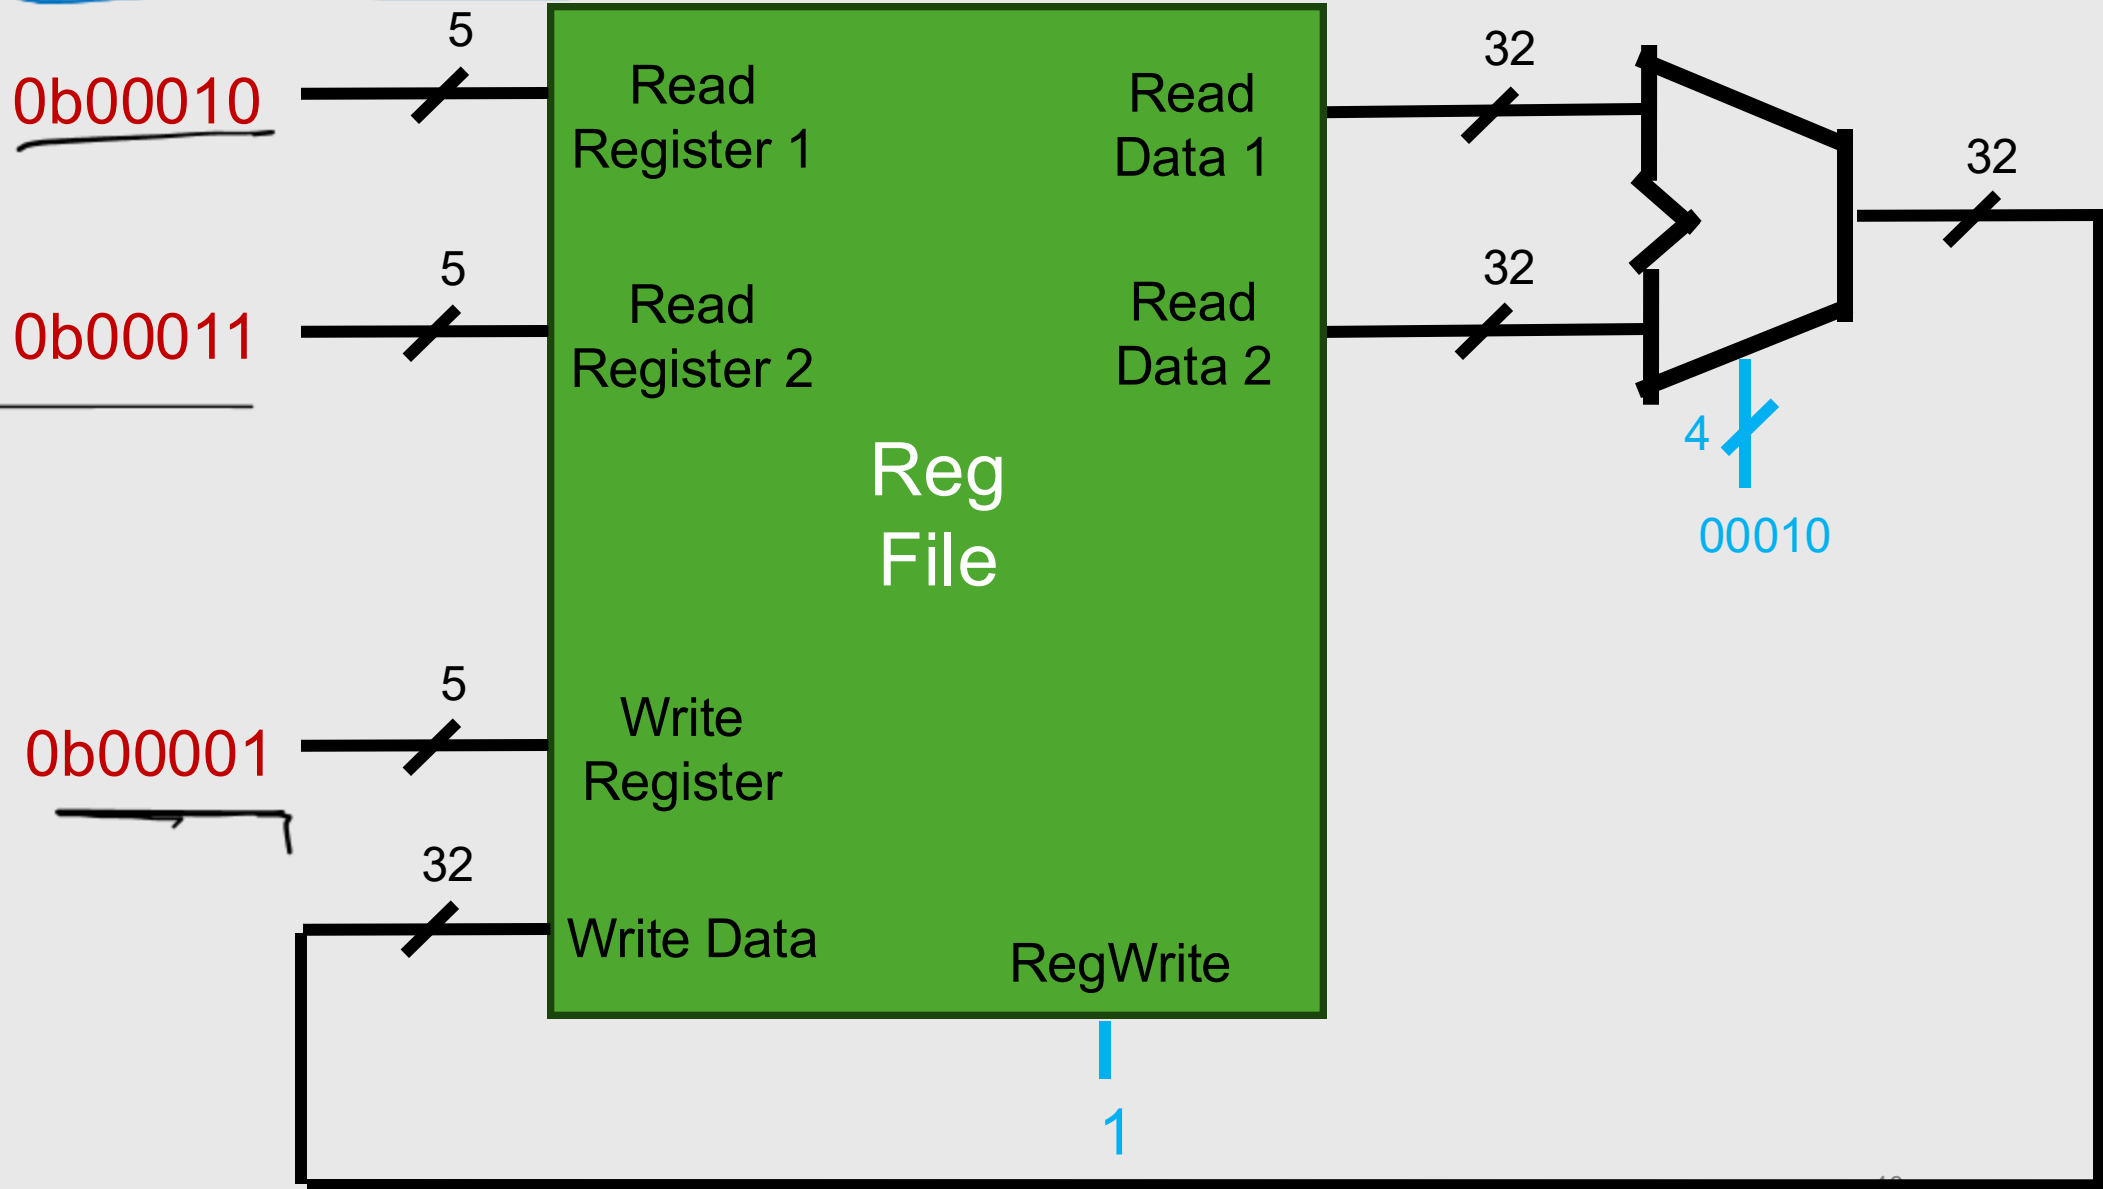 5
0b00010
Read
Register 1
Read
Data 1
32
32
5
0b00011
Read
Register 2
Read
Data 2
32
4
00010
Reg
File
5
0b00001
Write
Register
32
Write Data
RegWrite
1